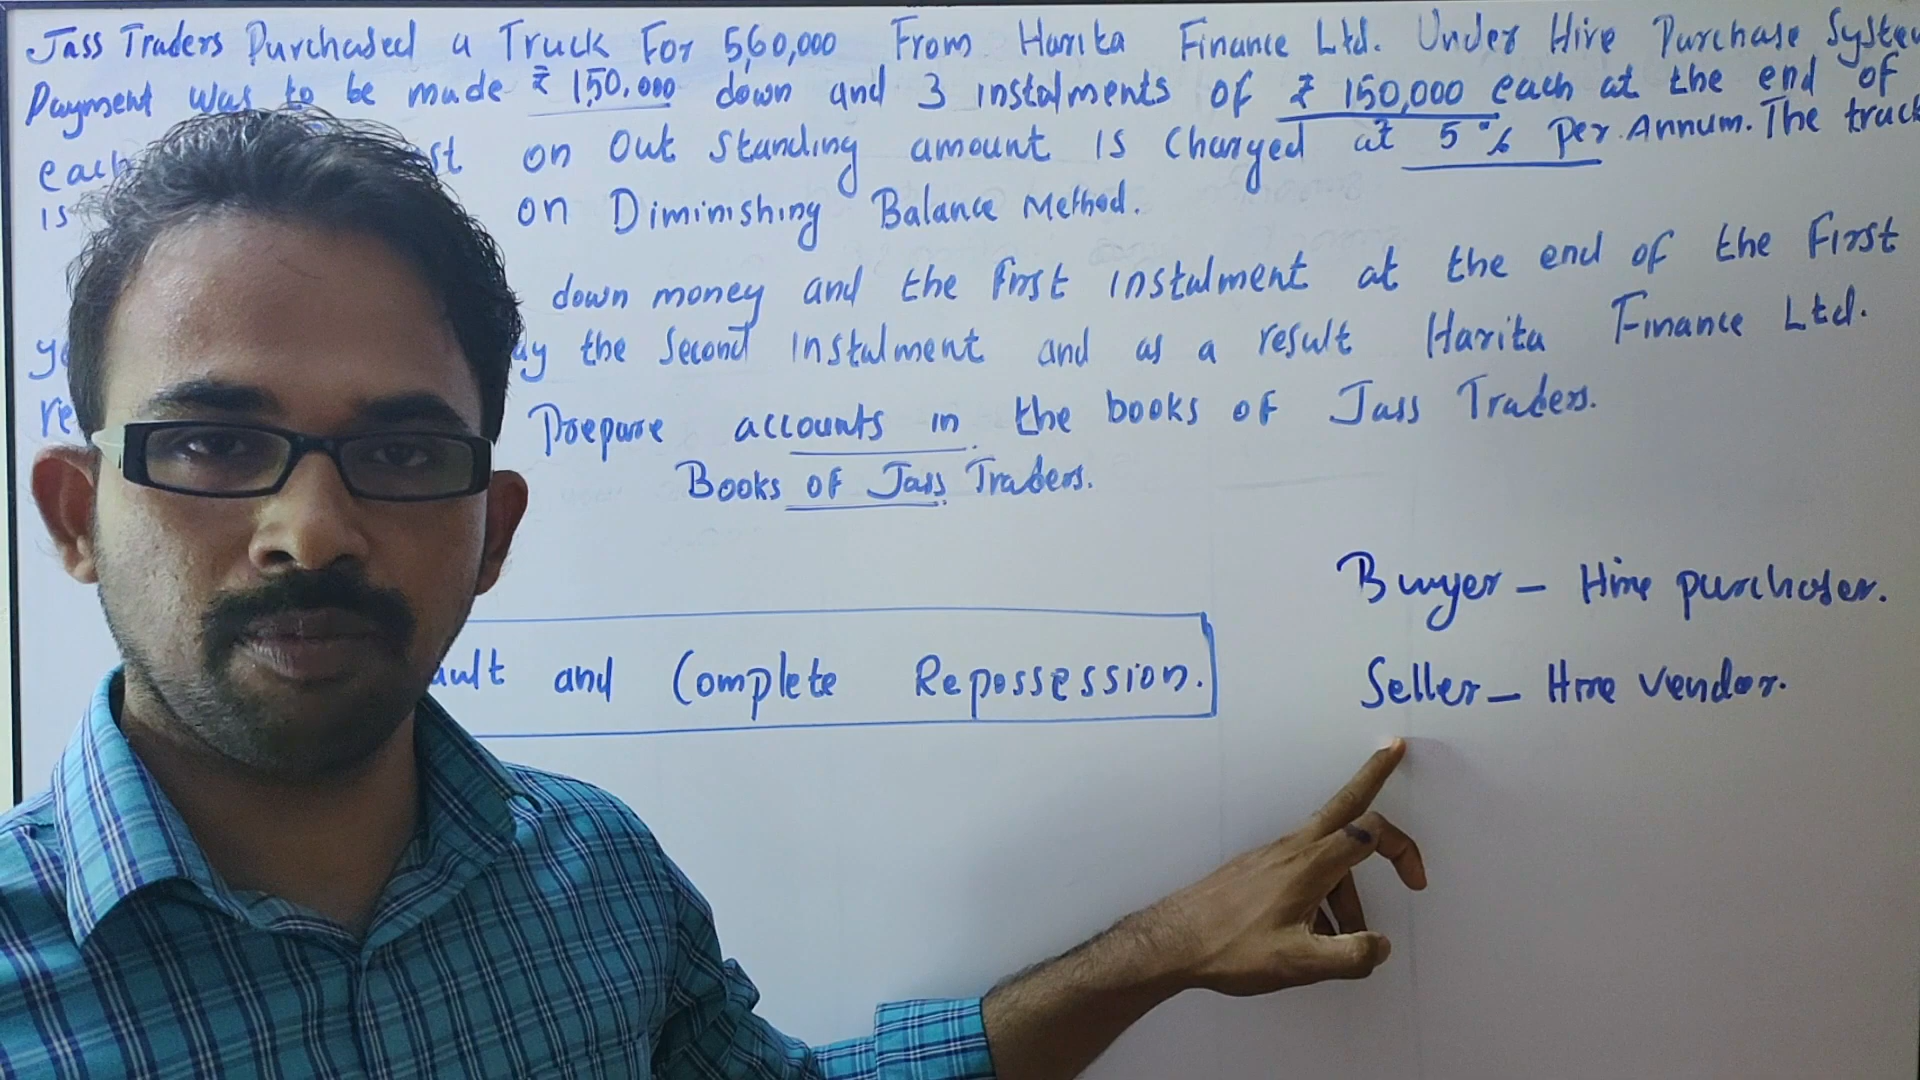 Jass Traders Purchased a Truck For 5,60,000 From Harita Finance Ltd. Under Hire Purchase System
Payment was to be made ₹ 1,50,000 down and 3 instalments of ₹ 150,000 each at the end of
each on out standing amount is charged at 5% Per Annum. The truck
is on Diminishing Balance Method.
down money and the first instalment at the end of the First
the Second instalment and as a result Harita Finance Ltd.
Prepare accounts in the books of Jass Traders.
Books of Jass Traders.
Buyer – Hire purchaser.
and Complete Repossession.
Seller – Hire vendor.